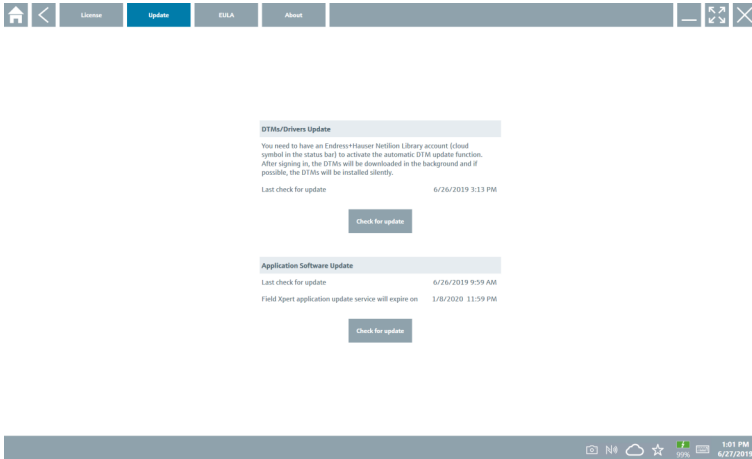 License Update EULA About
DTMs/Drivers Update
You need to have an Endress+Hauser Netilion Library account (cloud
symbol in the status bar) to activate the automatic DTM update function.
After signing in, the DTMs will be downloaded in the background and if
possible, the DTMs will be installed silently.
Last check for update 6/26/2019 3:13 PM
Check for update
Application Software Update
Last check for update 6/26/2019 9:59 AM
Field Xpert application update service will expire on 1/8/2020 11:59 PM
Check for update
99%
1:01 PM
6/27/2019